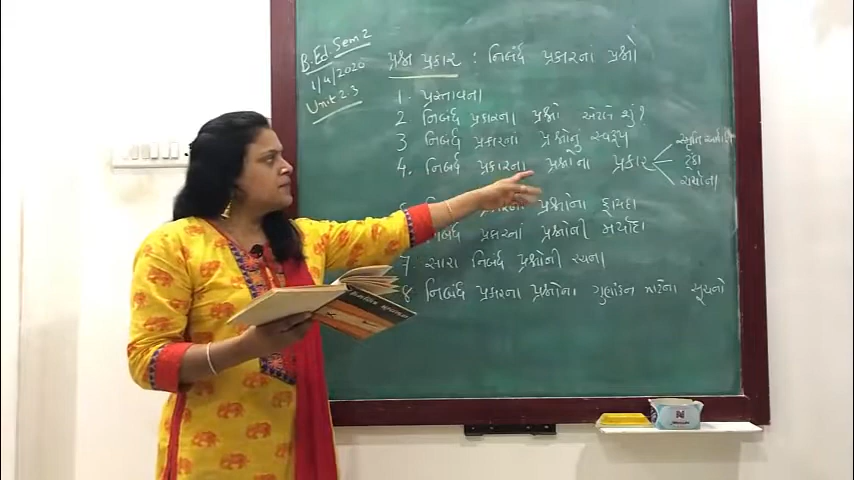 B.Ed Sem 2
1/4/2020
Unit 2.3
પ્રશ્ન પ્રકાર : નિબંધ પ્રકારનાં પ્રશ્નો
1. પ્રસ્તાવના
2. નિબંધ પ્રકારના પ્રશ્નો એટલે શું?
3. નિબંધ પ્રકારનાં પ્રશ્નોનું સ્વરૂપ
4. નિબંધ પ્રકારના પ્રશ્નોના પ્રકાર
ટૂંકા
પ્રશ્નોના ફાયદા
નિબંધ પ્રકારનાં પ્રશ્નોની મર્યાદા
7. સારા નિબંધ પ્રશ્નોની રચના
8. નિબંધ પ્રકારના પ્રશ્નોના ગુણાંકન માટેના સૂચનો